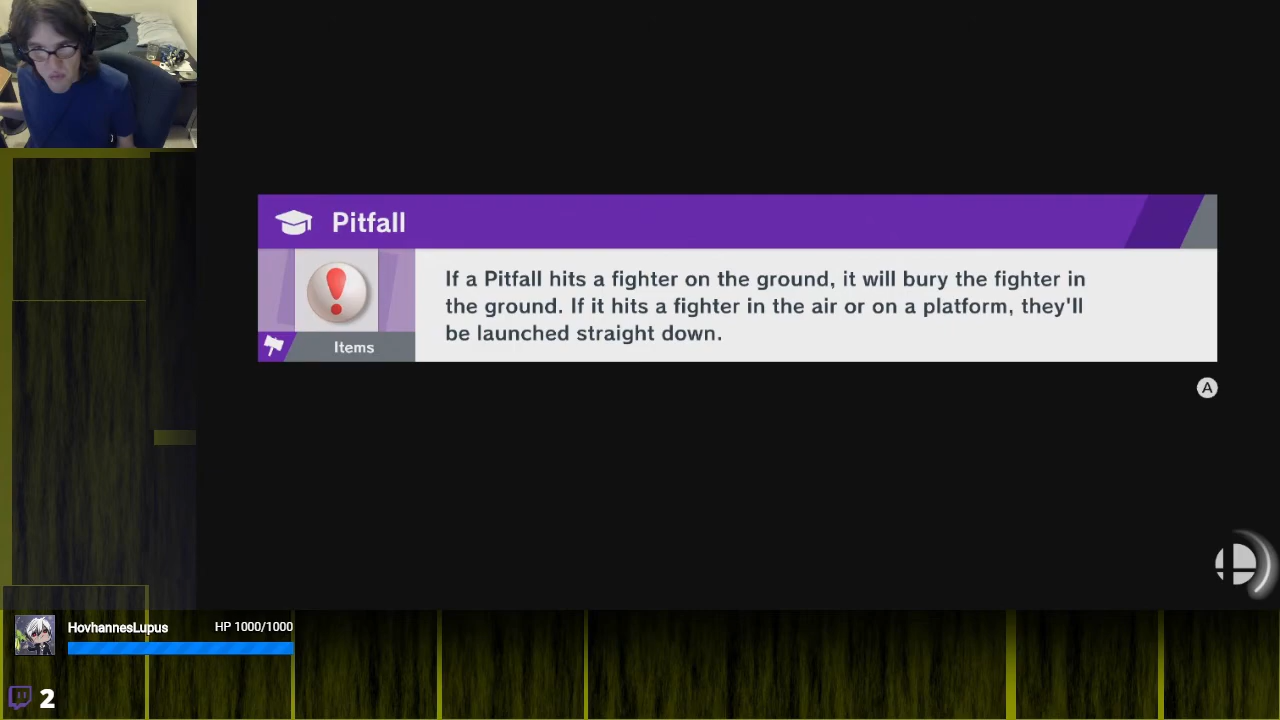 Pitfall
If a Pitfall hits a fighter on the ground, it will bury the fighter in
the ground. If it hits a fighter in the air or on a platform, they'll
be launched straight down.
Items
A
HovhannesLupus HP 1000/1000
2